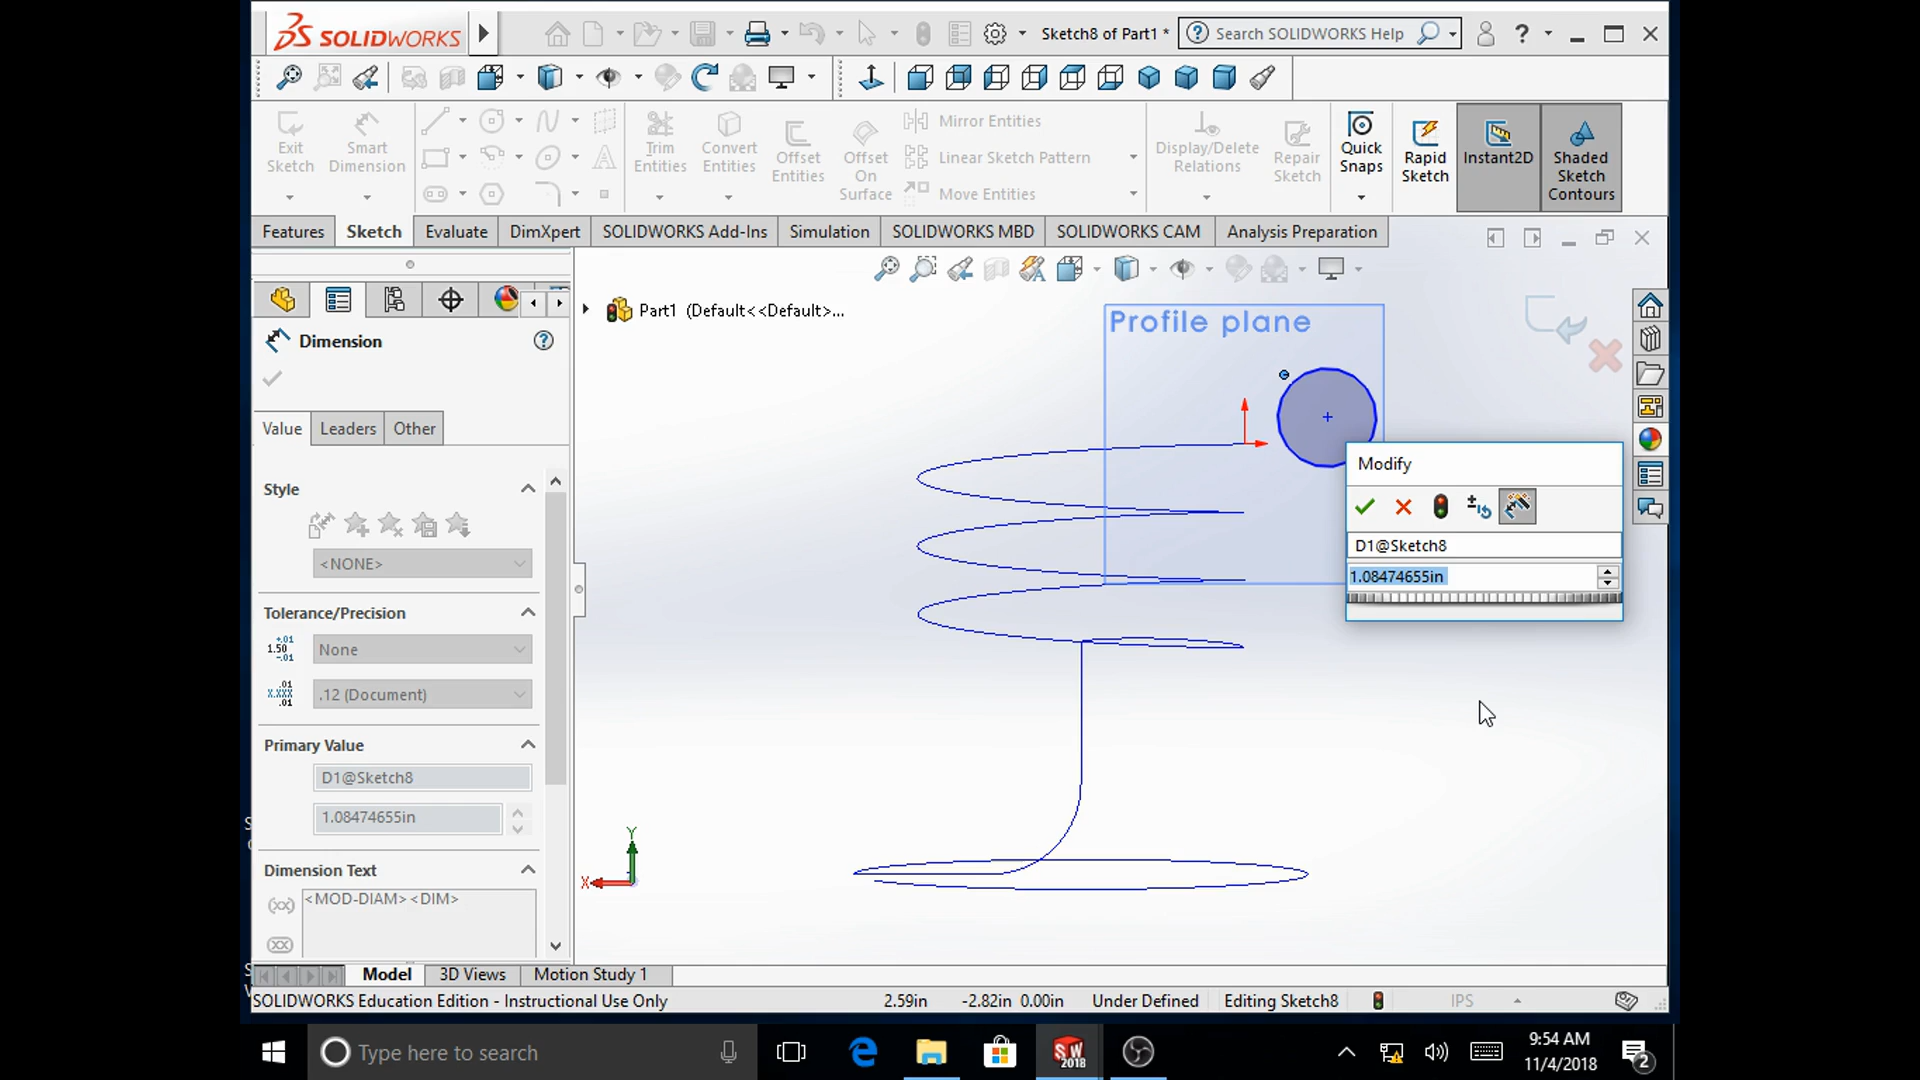 SOLIDWORKS
Sketch8 of Part1 *
Search SOLIDWORKS Help
?
Exit Sketch
Smart Dimension
Trim Entities
Convert Entities
Offset Entities
Offset On Surface
Mirror Entities
Linear Sketch Pattern
Move Entities
Display/Delete Relations
Repair Sketch
Quick Snaps
Rapid Sketch
Instant2D
Shaded Sketch Contours
Features
Sketch
Evaluate
DimXpert
SOLIDWORKS Add-Ins
Simulation
SOLIDWORKS MBD
SOLIDWORKS CAM
Analysis Preparation
Part1 (Default<<Default>...
Dimension
Value
Leaders
Other
Style
<NONE>
Tolerance/Precision
None
.12 (Document)
Primary Value
D1@Sketch8
1.08474655in
Dimension Text
<MOD-DIAM><DIM>
Profile plane
Modify
D1@Sketch8
1.08474655in
Y
X
Model
3D Views
Motion Study 1
SOLIDWORKS Education Edition - Instructional Use Only
2.59in
-2.82in
0.00in
Under Defined
Editing Sketch8
IPS
Type here to search
SW
2018
9:54 AM
11/4/2018
2